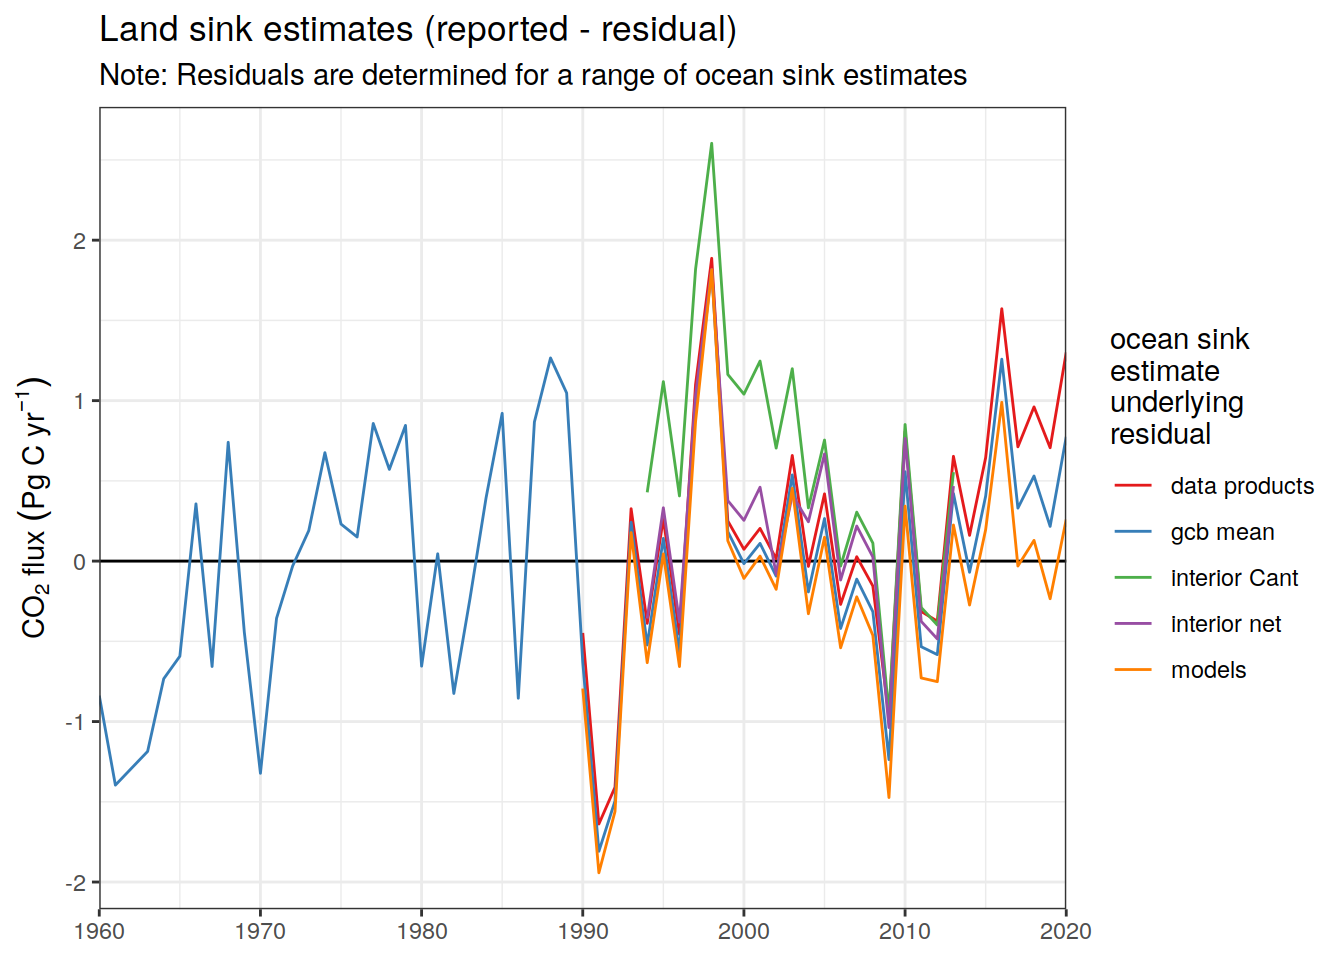 Land sink estimates (reported - residual)
Note: Residuals are determined for a range of ocean sink estimates
CO₂ flux (Pg C yr⁻¹)
2
1
0
-1
-2
1960 1970 1980 1990 2000 2010 2020
ocean sink
estimate
underlying
residual
data products
gcb mean
interior Cant
interior net
models